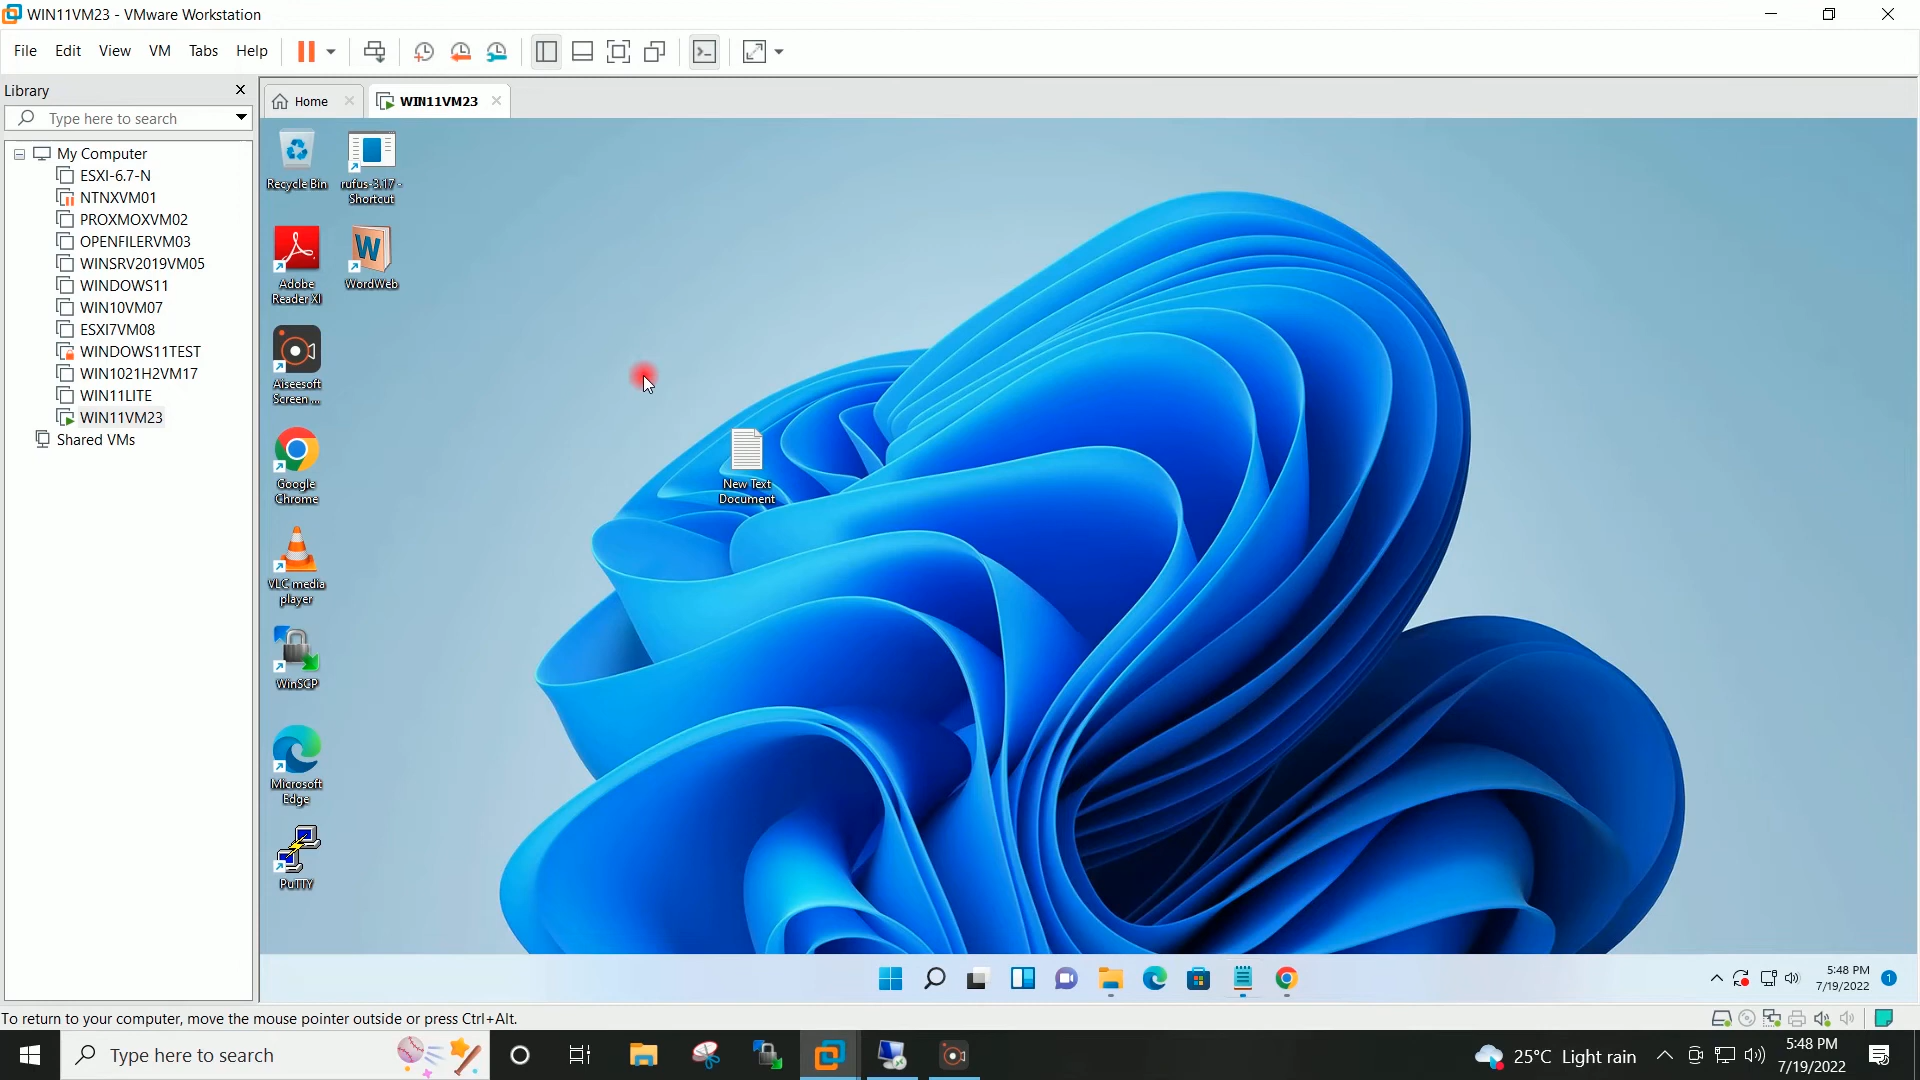 WIN11VM23 - VMware Workstation
File Edit View VM Tabs Help
Library
Type here to search
My Computer
ESXI-6.7-N
NTNXVM01
PROXMOXVM02
OPENFILERVM03
WINSRV2019VM05
WINDOWS11
WIN10VM07
ESXI7VM08
WINDOWS11TEST
WIN1021H2VM17
WIN11LITE
WIN11VM23
Shared VMs
Home
WIN11VM23
Recycle Bin
rufus-3.17 -
Shortcut
Adobe
Reader XI
WordWeb
Aiseesoft
Screen ...
Google
Chrome
VLC media
player
WinSCP
Microsoft
Edge
PuTTY
New Text
Document
5:48 PM
7/19/2022
1
To return to your computer, move the mouse pointer outside or press Ctrl+Alt.
Type here to search
25°C Light rain
5:48 PM
7/19/2022